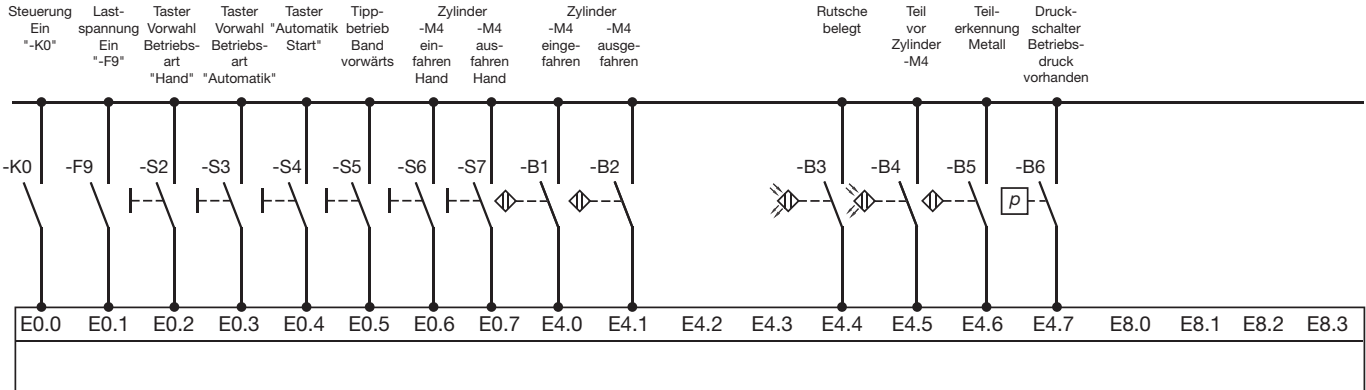 Steuerung
Ein
"-K0"
Last-
spannung
Ein
"-F9"
Taster
Vorwahl
Betriebs-
art
"Hand"
Taster
Vorwahl
Betriebs-
art
"Automatik"
Taster
"Automatik
Start"
Tipp-
betrieb
Band
vorwärts
Zylinder
-M4
ein-
fahren
Hand
-M4
aus-
fahren
Hand
Zylinder
-M4
einge-
fahren
-M4
ausge-
fahren
Rutsche
belegt
Teil
vor
Zylinder
-M4
Teil-
erkennung
Metall
Druck-
schalter
Betriebs-
druck
vorhanden
-K0 -F9 -S2 -S3 -S4 -S5 -S6 -S7 -B1 -B2 -B3 -B4 -B5 -B6
p
E0.0 E0.1 E0.2 E0.3 E0.4 E0.5 E0.6 E0.7 E4.0 E4.1 E4.2 E4.3 E4.4 E4.5 E4.6 E4.7 E8.0 E8.1 E8.2 E8.3